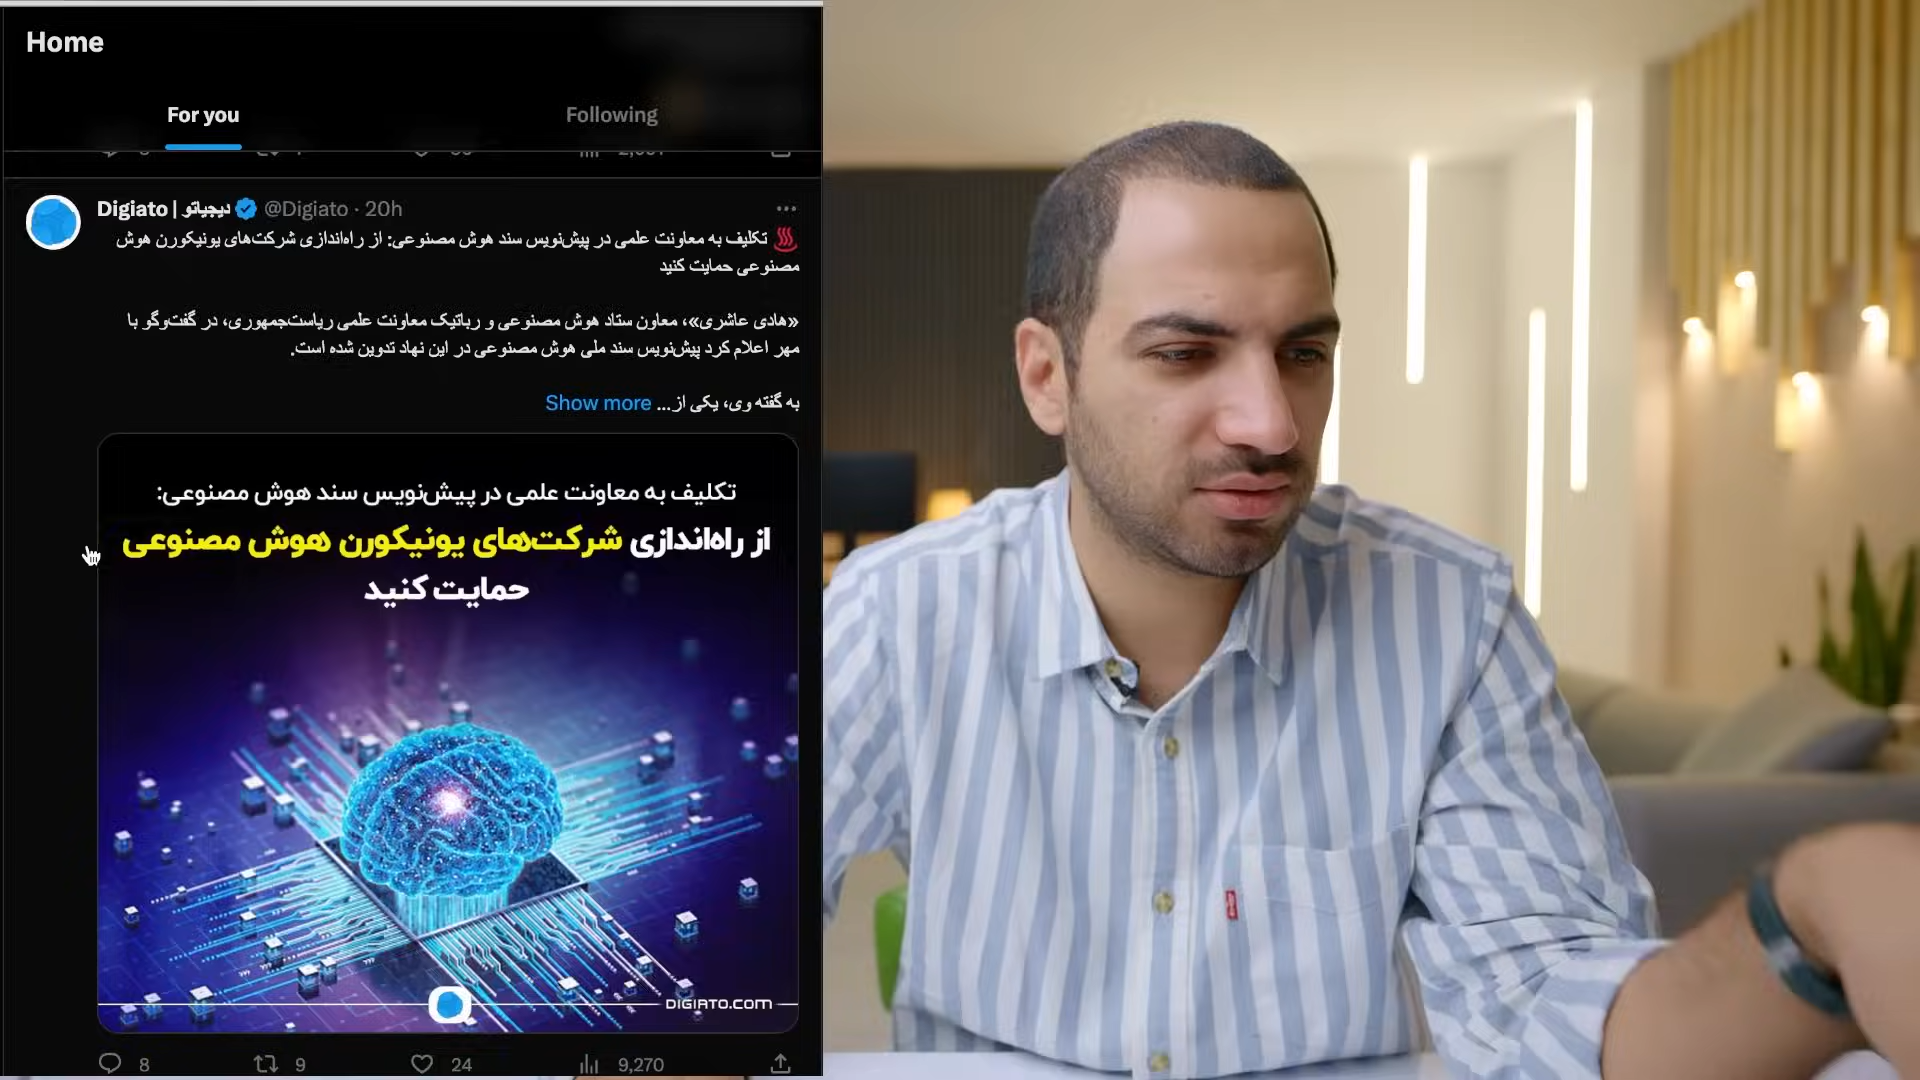 Home
For you
Following
Digiato | دیجیاتو @Digiato · 20h
♨️ تکلیف به معاونت علمی در پیش‌نویس سند هوش مصنوعی: از راه‌اندازی شرکت‌های یونیکورن هوش
مصنوعی حمایت کنید
«هادی عاشری»، معاون ستاد هوش مصنوعی و رباتیک معاونت علمی ریاست‌جمهوری، در گفت‌وگو با
مهر اعلام کرد پیش‌نویس سند ملی هوش مصنوعی در این نهاد تدوین شده است.
به گفته وی، یکی از... Show more
تکلیف به معاونت علمی در پیش‌نویس سند هوش مصنوعی:
از راه‌اندازی شرکت‌های یونیکورن هوش مصنوعی
حمایت کنید
DIGIATO.COM
8
9
24
9,270